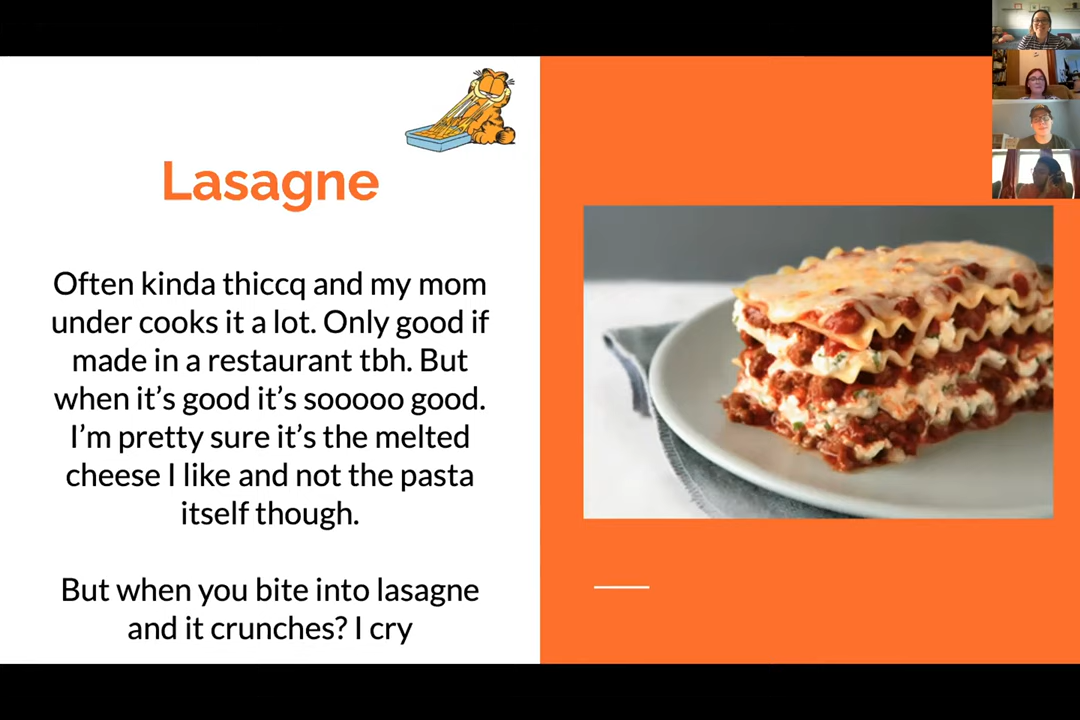 Lasagne
Often kinda thiccq and my mom
under cooks it a lot. Only good if
made in a restaurant tbh. But
when it's good it's sooooo good.
I'm pretty sure it's the melted
cheese I like and not the pasta
itself though.
But when you bite into lasagne
and it crunches? I cry